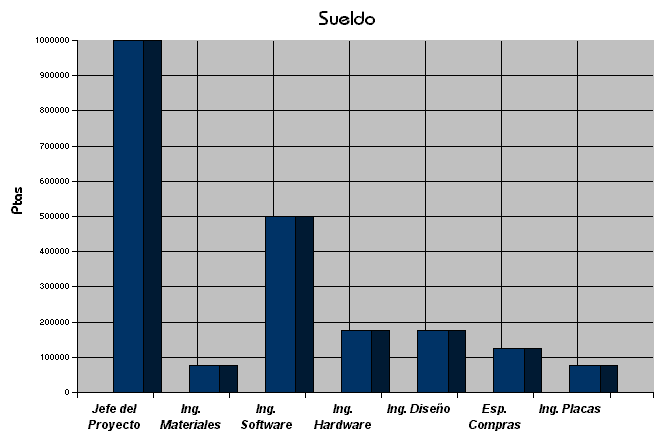 Sueldo
Ptas
1000000
900000
800000
700000
600000
500000
400000
300000
200000
100000
0
Jefe del
Proyecto
Ing.
Materiales
Ing.
Software
Ing.
Hardware
Ing. Diseño
Esp.
Compras
Ing. Placas